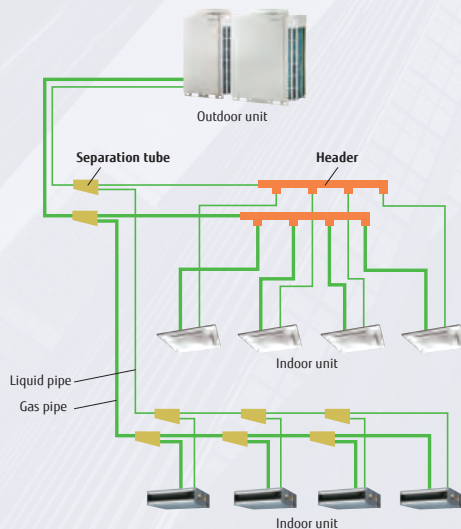 Outdoor unit
Separation tube
Header
Indoor unit
Liquid pipe
Gas pipe
Indoor unit